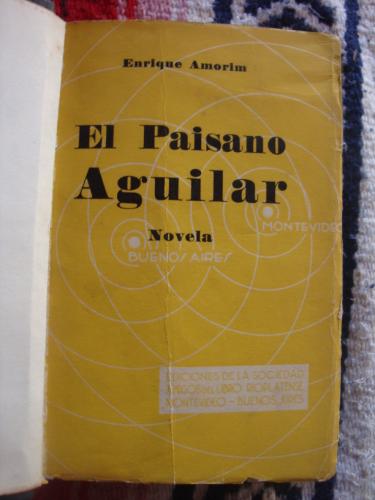 Enrique Amorim
El Paisano
Aguilar
MONTEVIDEO
Novela
BUENOS AIRES
EDICIONES DE LA SOCIEDAD
AMIGOS DEL LIBRO RIOPLATENSE
MONTEVIDEO - BUENOS AIRES